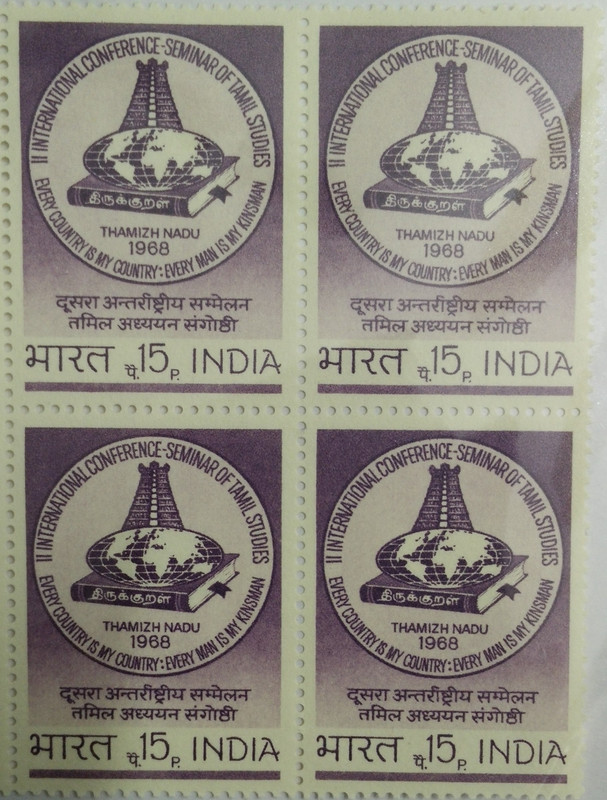 II INTERNATIONAL CONFERENCE-SEMINAR OF TAMIL STUDIES
திருக்குறள்
THAMIZH NADU
1968
EVERY COUNTRY IS MY COUNTRY: EVERY MAN IS MY KINSMAN
दूसरा अन्तर्राष्ट्रीय सम्मेलन
तमिल अध्ययन संगोष्ठी
भारत पै. 15 P. INDIA
II INTERNATIONAL CONFERENCE-SEMINAR OF TAMIL STUDIES
திருக்குறள்
THAMIZH NADU
1968
EVERY COUNTRY IS MY COUNTRY: EVERY MAN IS MY KINSMAN
दूसरा अन्तर्राष्ट्रीय सम्मेलन
तमिल अध्ययन संगोष्ठी
भारत पै. 15 P. INDIA
II INTERNATIONAL CONFERENCE-SEMINAR OF TAMIL STUDIES
திருக்குறள்
THAMIZH NADU
1968
EVERY COUNTRY IS MY COUNTRY: EVERY MAN IS MY KINSMAN
दूसरा अन्तर्राष्ट्रीय सम्मेलन
तमिल अध्ययन संगोष्ठी
भारत पै. 15 P. INDIA
II INTERNATIONAL CONFERENCE-SEMINAR OF TAMIL STUDIES
திருக்குறள்
THAMIZH NADU
1968
EVERY COUNTRY IS MY COUNTRY: EVERY MAN IS MY KINSMAN
दूसरा अन्तर्राष्ट्रीय सम्मेलन
तमिल अध्ययन संगोष्ठी
भारत पै. 15 P. INDIA